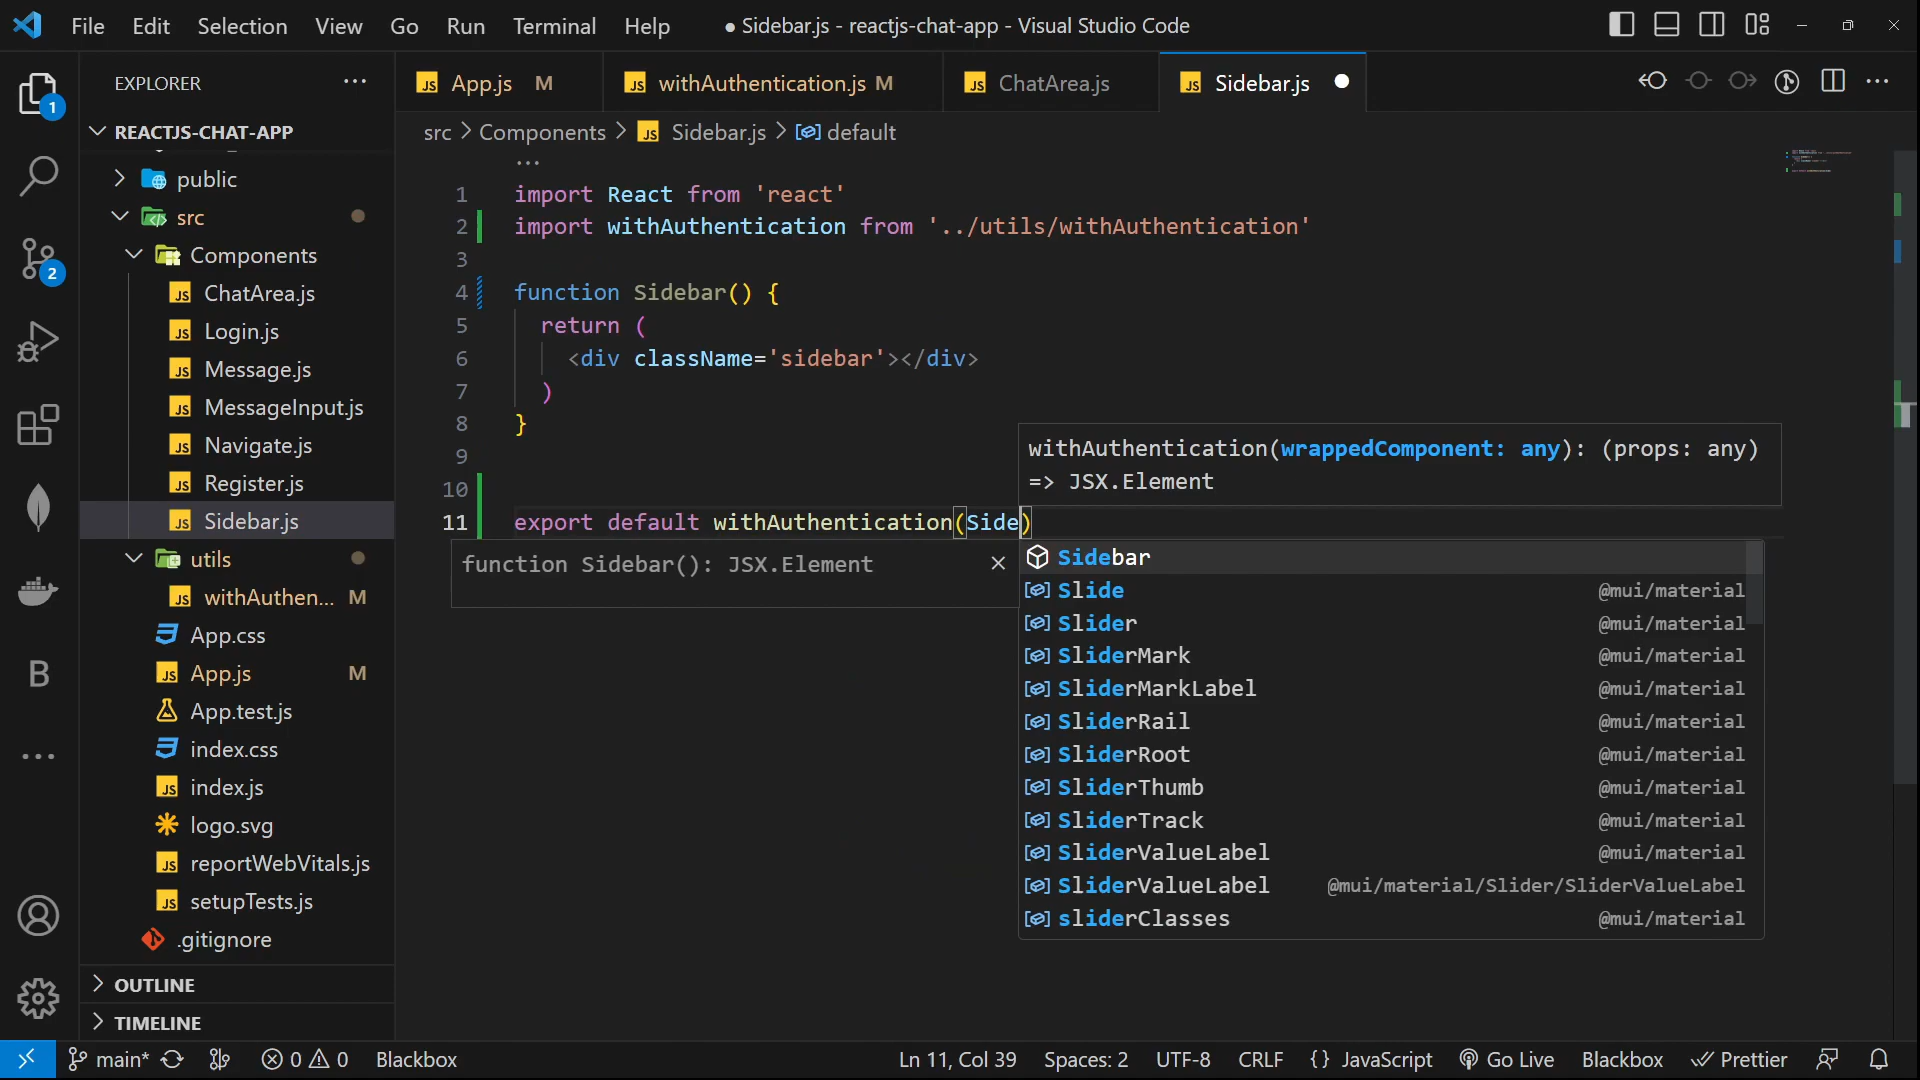 File Edit Selection View Go Run Terminal Help ● Sidebar.js - reactjs-chat-app - Visual Studio Code
EXPLORER ...
1
2
REACTJS-CHAT-APP
public
src
Components
ChatArea.js
Login.js
Message.js
MessageInput.js
Navigate.js
Register.js
Sidebar.js
utils
withAuthen... M
App.css
App.js M
App.test.js
index.css
index.js
logo.svg
reportWebVitals.js
setupTests.js
.gitignore
OUTLINE
TIMELINE
JS App.js M JS withAuthentication.js M JS ChatArea.js JS Sidebar.js ●
src > Components > JS Sidebar.js > default
...
1 import React from 'react'
2 import withAuthentication from '../utils/withAuthentication'
3
4 function Sidebar() {
5 return (
6 <div className='sidebar'></div>
7 )
8 }
9
10
11 export default withAuthentication(Side)
withAuthentication(wrappedComponent: any): (props: any)
=> JSX.Element
function Sidebar(): JSX.Element
Sidebar
Slide @mui/material
Slider @mui/material
SliderMark @mui/material
SliderMarkLabel @mui/material
SliderRail @mui/material
SliderRoot @mui/material
SliderThumb @mui/material
SliderTrack @mui/material
SliderValueLabel @mui/material
SliderValueLabel @mui/material/Slider/SliderValueLabel
sliderClasses @mui/material
main* 0 0 Blackbox Ln 11, Col 39 Spaces: 2 UTF-8 CRLF {} JavaScript Go Live Blackbox Prettier